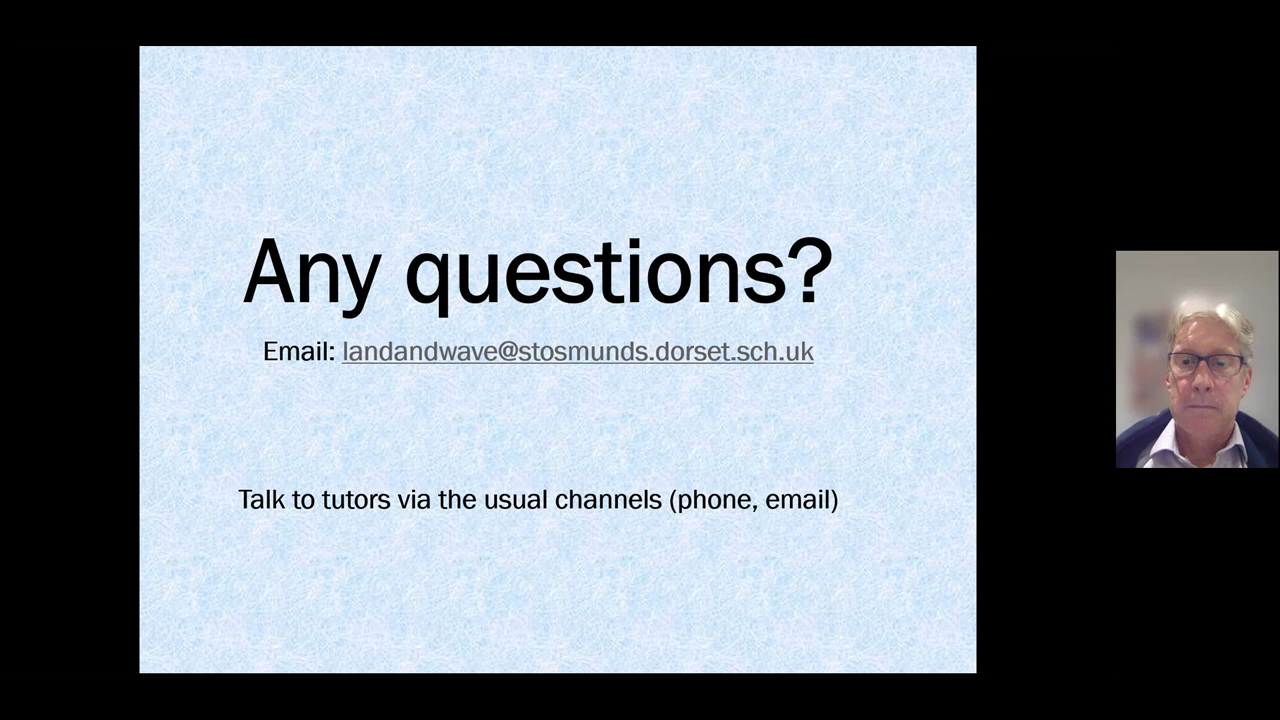 Any questions?
Email: landandwave@stosmunds.dorset.sch.uk
Talk to tutors via the usual channels (phone, email)